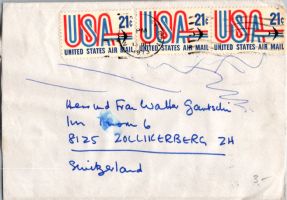 USA 21c USA 21c USA 21c
UNITED STATES AIR MAIL UNITED STATES AIR MAIL UNITED STATES AIR MAIL
Herr und Frau Walter
Im 6
8125 ZOLLIKERBERG ZH
Switzerland
3.-